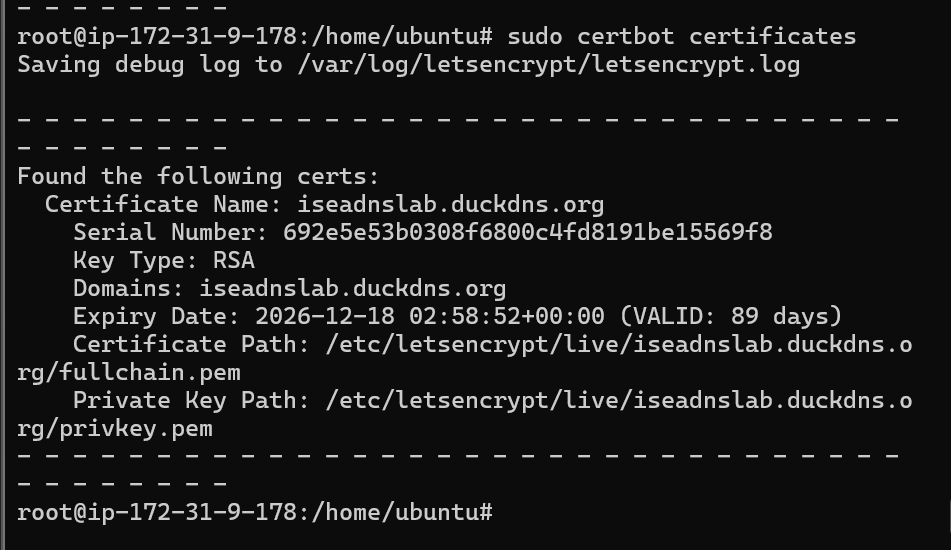 - - - - - - - -
root@ip-172-31-9-178:/home/ubuntu# sudo certbot certificates
Saving debug log to /var/log/letsencrypt/letsencrypt.log
- - - - - - - - - - - - - - - - - - - - - - - - - - - - - - - -
- - - - - - - -
Found the following certs:
  Certificate Name: iseadnslab.duckdns.org
    Serial Number: 692e5e53b0308f6800c4fd8191be15569f8
    Key Type: RSA
    Domains: iseadnslab.duckdns.org
    Expiry Date: 2026-12-18 02:58:52+00:00 (VALID: 89 days)
    Certificate Path: /etc/letsencrypt/live/iseadnslab.duckdns.o
rg/fullchain.pem
    Private Key Path: /etc/letsencrypt/live/iseadnslab.duckdns.o
rg/privkey.pem
- - - - - - - - - - - - - - - - - - - - - - - - - - - - - - - -
- - - - - - - -
root@ip-172-31-9-178:/home/ubuntu#